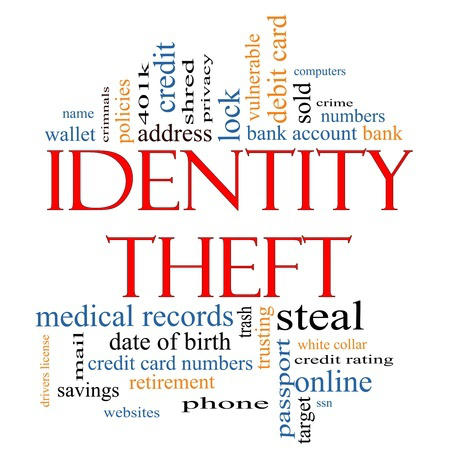 name
wallet
crimnals
policies
401k
credit
shred
privacy
address
lock
vulnerable
debit card
sold
computers
crime
numbers
bank account
bank
IDENTITY
THEFT
medical records
trash
trusting
steal
date of birth
white collar
mail
drivers license
credit card numbers
credit rating
passport
online
savings
retirement
websites
phone
ssn
target